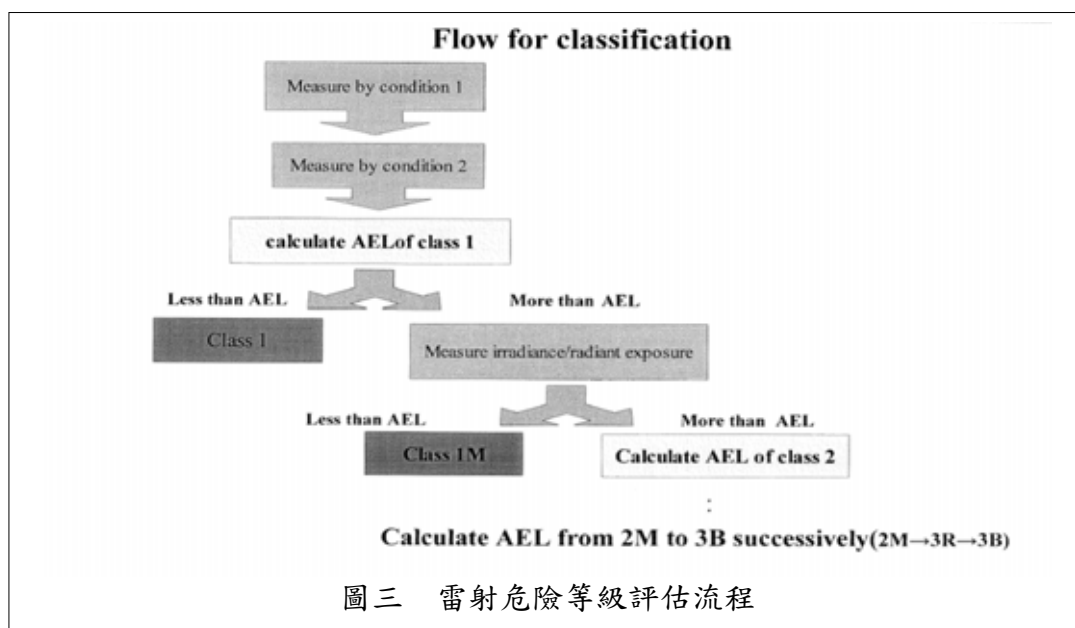 Flow for classification
Measure by condition 1
Measure by condition 2
calculate AELof class 1
Less than AEL
More than AEL
Class 1
Measure irradiance/radiant exposure
Less than AEL
More than AEL
Class 1M
Calculate AEL of class 2
:
Calculate AEL from 2M to 3B successively(2M→3R→3B)
圖三 雷射危險等級評估流程